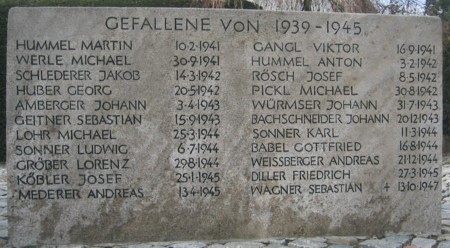 GEFALLENE VON 1939-1945
HUMMEL MARTIN 10·2·1941
WERLE, MICHAEL 30·9·1941
SCHLEDERER JAKOB 14·3·1942
HUBER GEORG 20·5·1942
AMBERGER JOHANN 3·4·1943
GEITNER SEBASTIAN 15·9·1943
LOHR MICHAEL 25·3·1944
SONNER LUDWIG 6·7·1944
GRÖBER LORENZ 29·8·1944
KÖBLER JOSEF 25·1·1945
MEDERER ANDREAS 13·4·1945
GANGL VIKTOR 16·9·1941
HUMMEL ANTON 3·2·1942
RÖSCH JOSEF 8·5·1942
PICKL MICHAEL 30·8·1942
WÜRMSER JOHANN 31·7·1943
BACHSCHNEIDER JOHANN 20·12·1943
SONNER KARL 11·3·1944
BABEL GOTTFRIED 16·8·1944
WEISSBERGER ANDREAS 21·12·1944
DILLER FRIEDRICH 27·3·1945
WAGNER SEBASTIAN + 13·10·1947